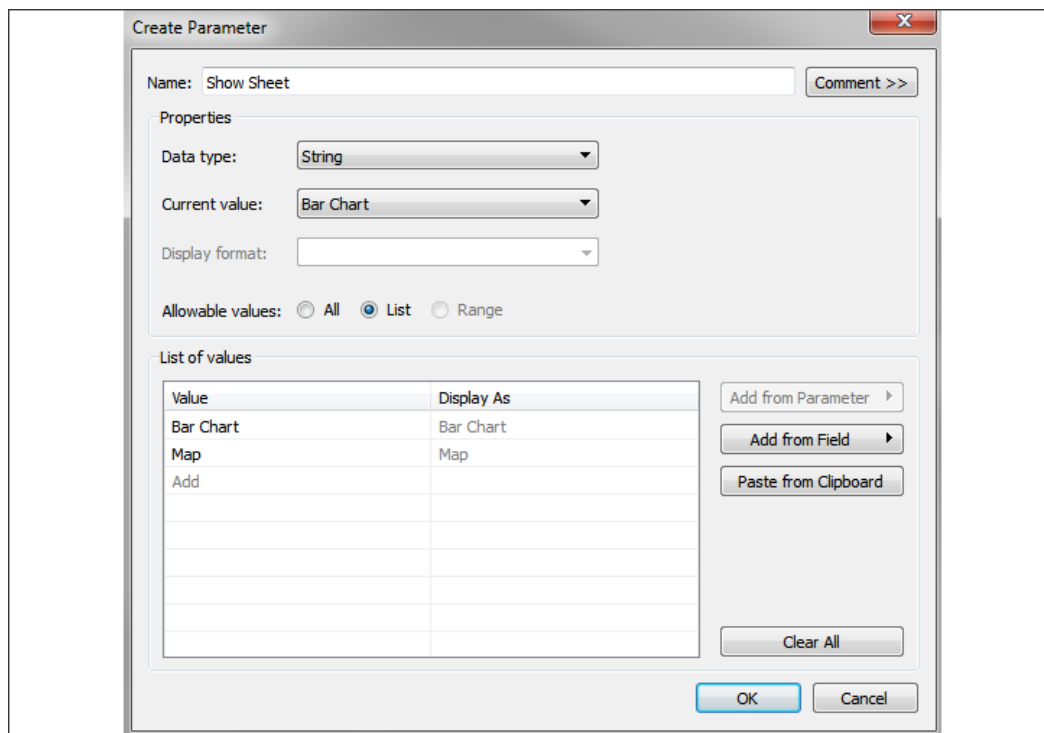 Create Parameter
Name: Show Sheet Comment >>
Properties
Data type: String
Current value: Bar Chart
Display format:
Allowable values: All List Range
List of values
Value Display As Add from Parameter
Bar Chart Bar Chart Add from Field
Map Map Paste from Clipboard
Add
Clear All
OK Cancel